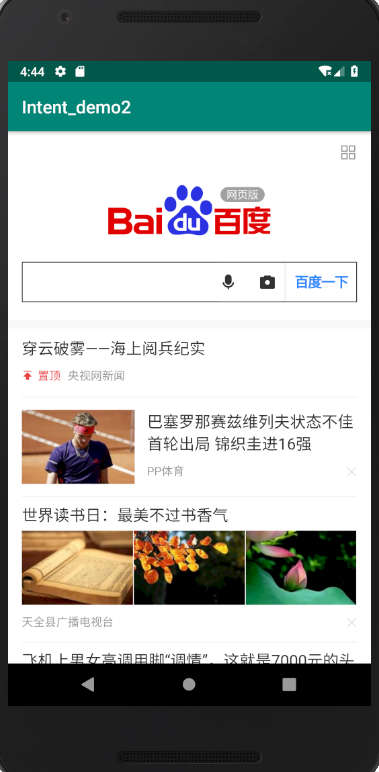 4:44
Intent_demo2
网页版
Bai du 百度
百度一下
穿云破雾——海上阅兵纪实
置顶 央视网新闻
巴塞罗那赛兹维列夫状态不佳
首轮出局 锦织圭进16强
PP体育
世界读书日：最美不过书香气
天全县广播电视台
飞机上男女高调用脚“调情”，这就是7000元的头